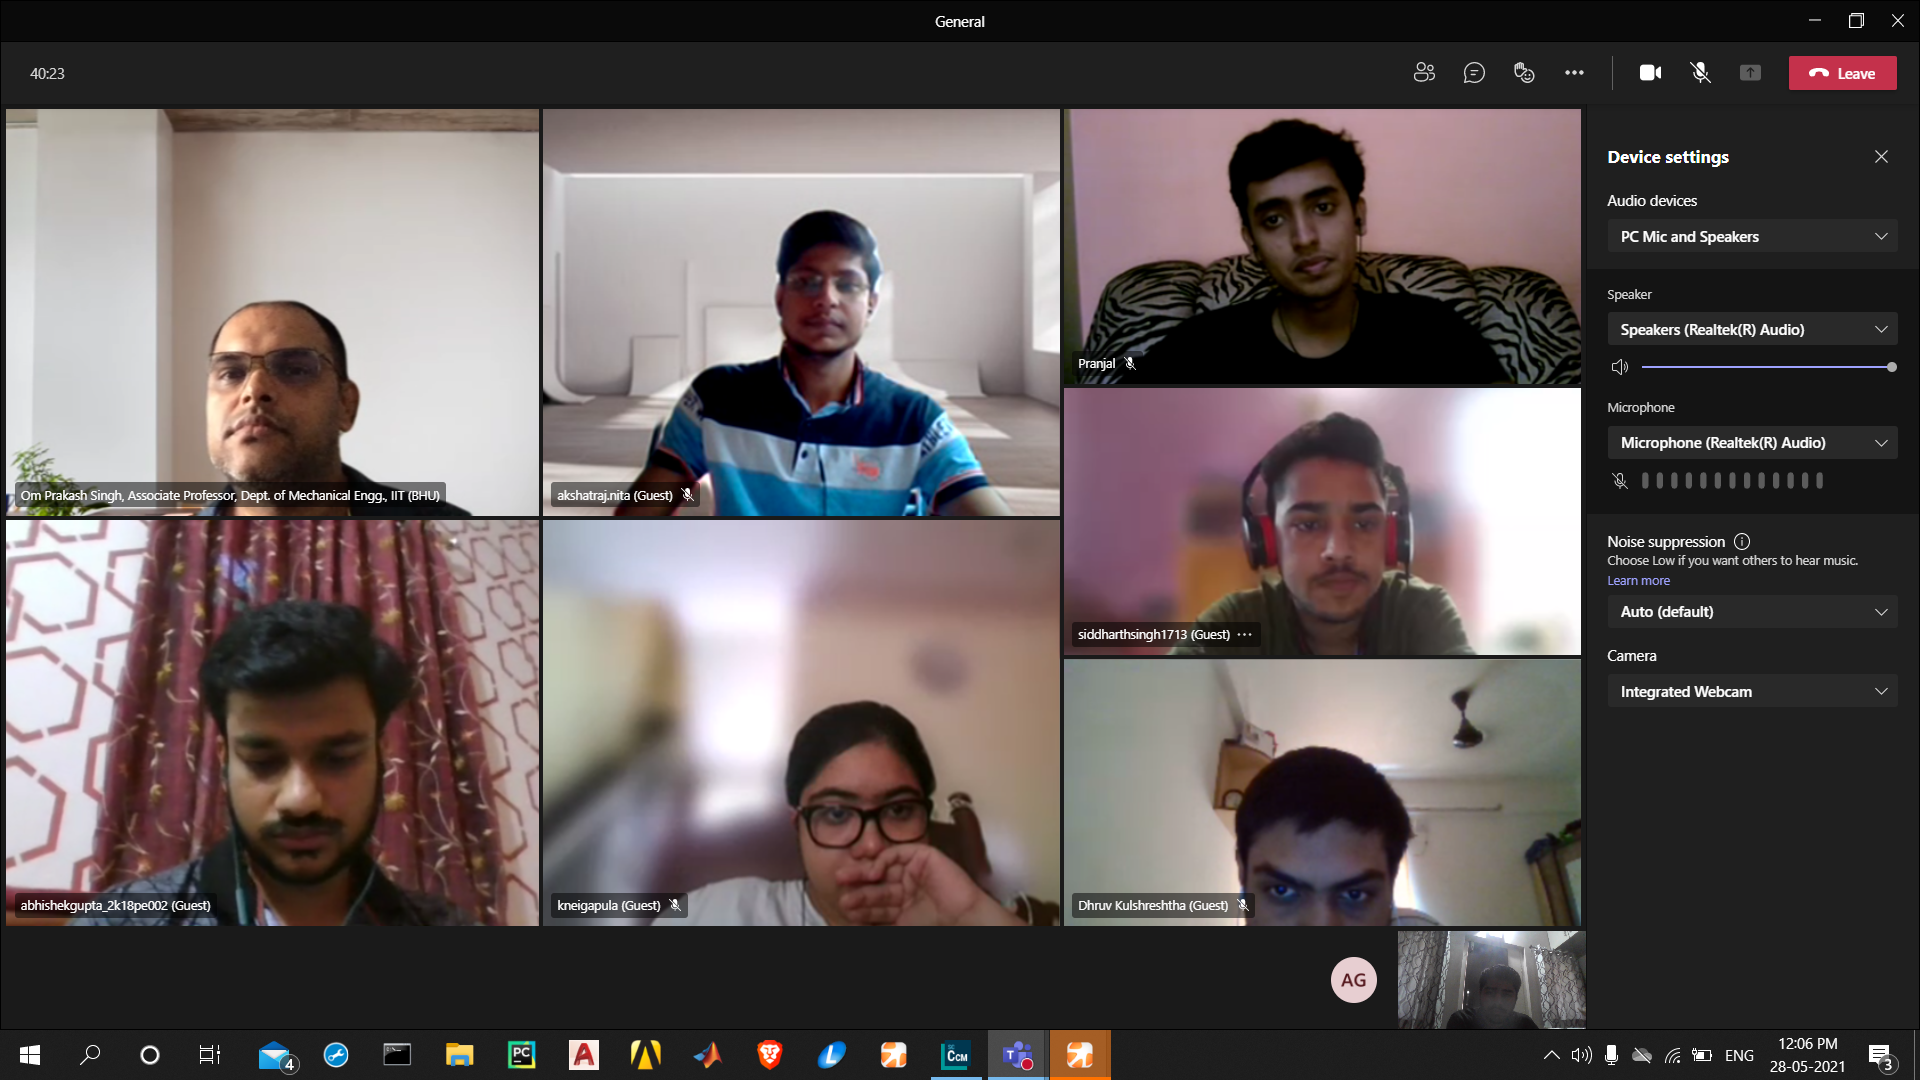 General
40:23
Leave
Om Prakash Singh, Associate Professor, Dept. of Mechanical Engg., IIT (BHU)
akshatraj.nita (Guest)
Pranjal
siddharthsingh1713 (Guest) ...
abhishekgupta_2k18pe002 (Guest)
kneigapula (Guest)
Dhruv Kulshreshtha (Guest)
AG
Device settings
Audio devices
PC Mic and Speakers
Speaker
Speakers (Realtek(R) Audio)
Microphone
Microphone (Realtek(R) Audio)
Noise suppression
Choose Low if you want others to hear music.
Learn more
Auto (default)
Camera
Integrated Webcam
4
PC
A
CCM
ENG
12:06 PM
28-05-2021
3